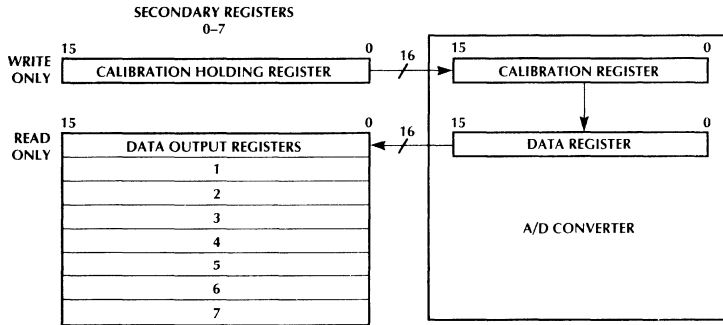 SECONDARY REGISTERS
0–7
WRITE
ONLY
15 0
CALIBRATION HOLDING REGISTER
16
15 0
CALIBRATION REGISTER
READ
ONLY
15 0
DATA OUTPUT REGISTERS
1
2
3
4
5
6
7
16
15 0
DATA REGISTER
A/D CONVERTER